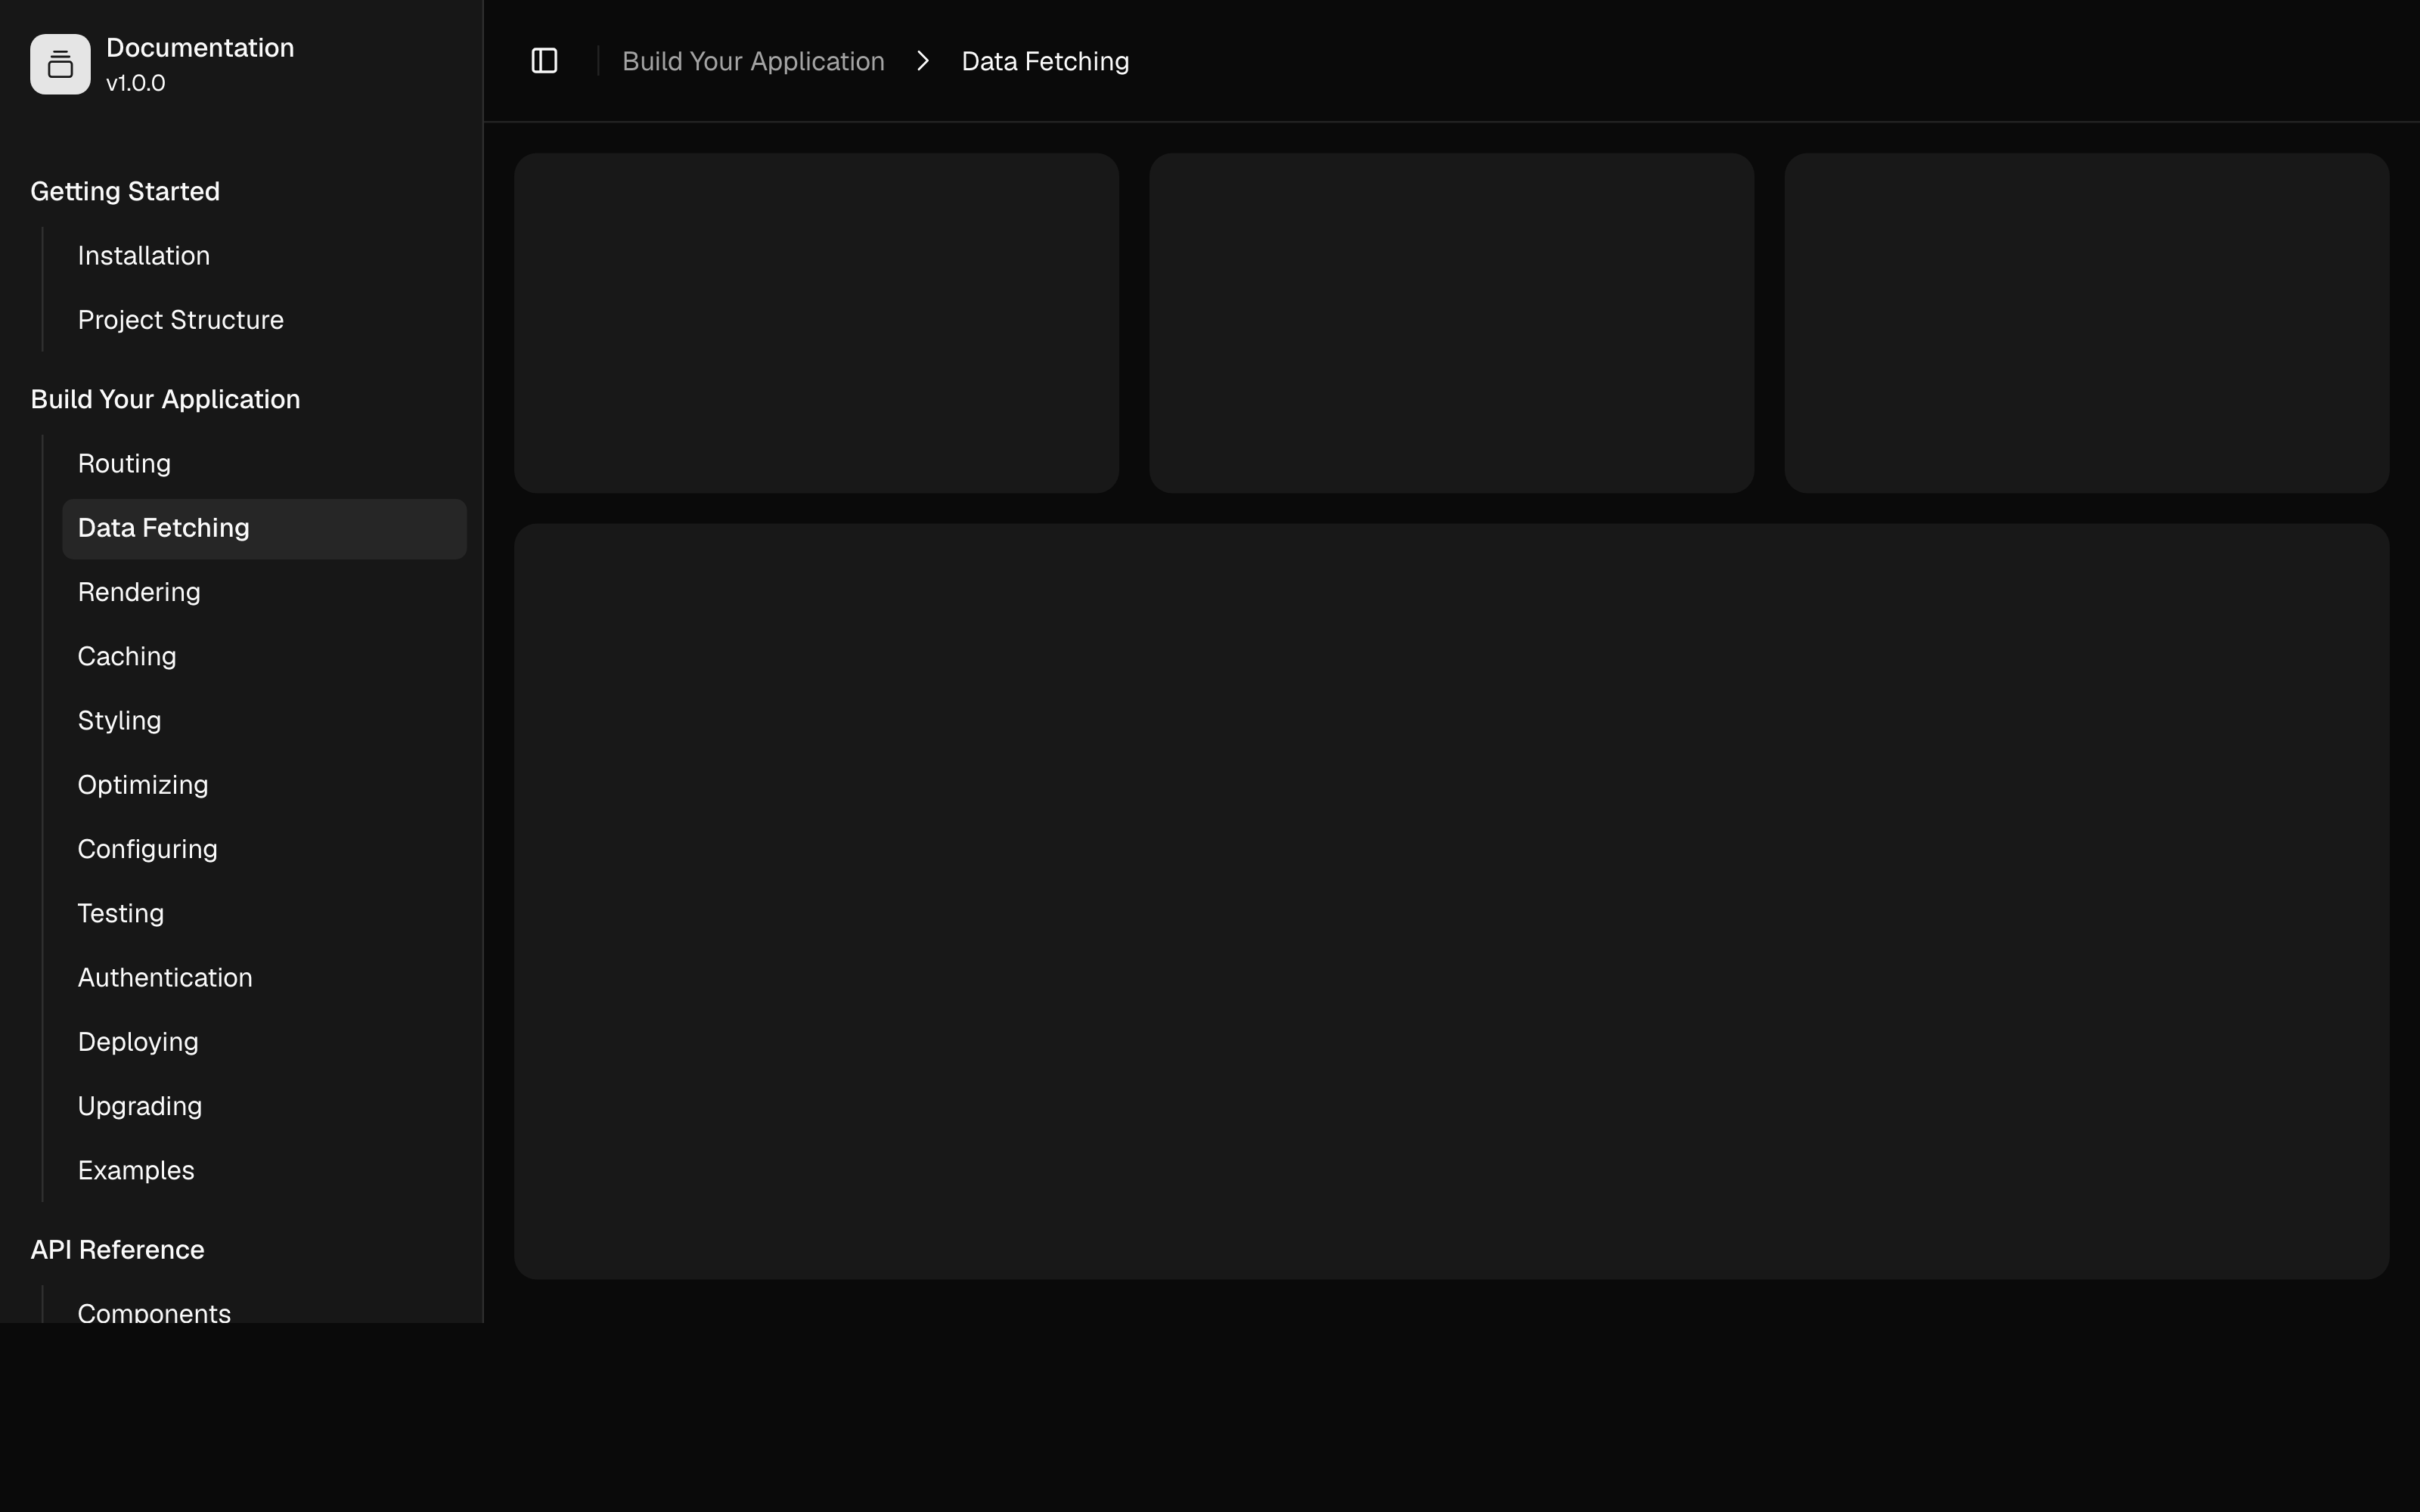 Documentation
v1.0.0
Getting Started
Installation
Project Structure
Build Your Application
Routing
Data Fetching
Rendering
Caching
Styling
Optimizing
Configuring
Testing
Authentication
Deploying
Upgrading
Examples
API Reference
Components
Build Your Application
Data Fetching